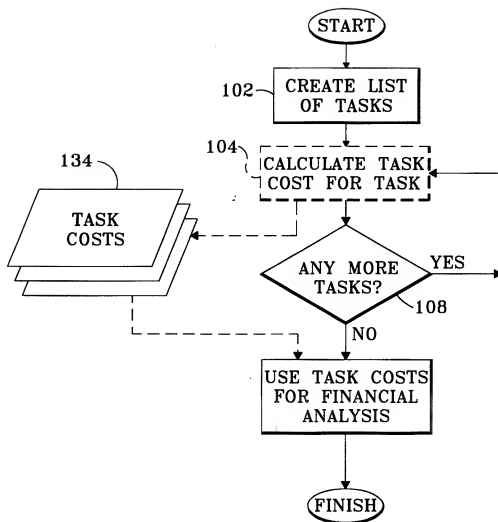 START
102
CREATE LIST
OF TASKS
104
CALCULATE TASK
COST FOR TASK
134
TASK
COSTS
ANY MORE
TASKS?
YES
108
NO
USE TASK COSTS
FOR FINANCIAL
ANALYSIS
FINISH